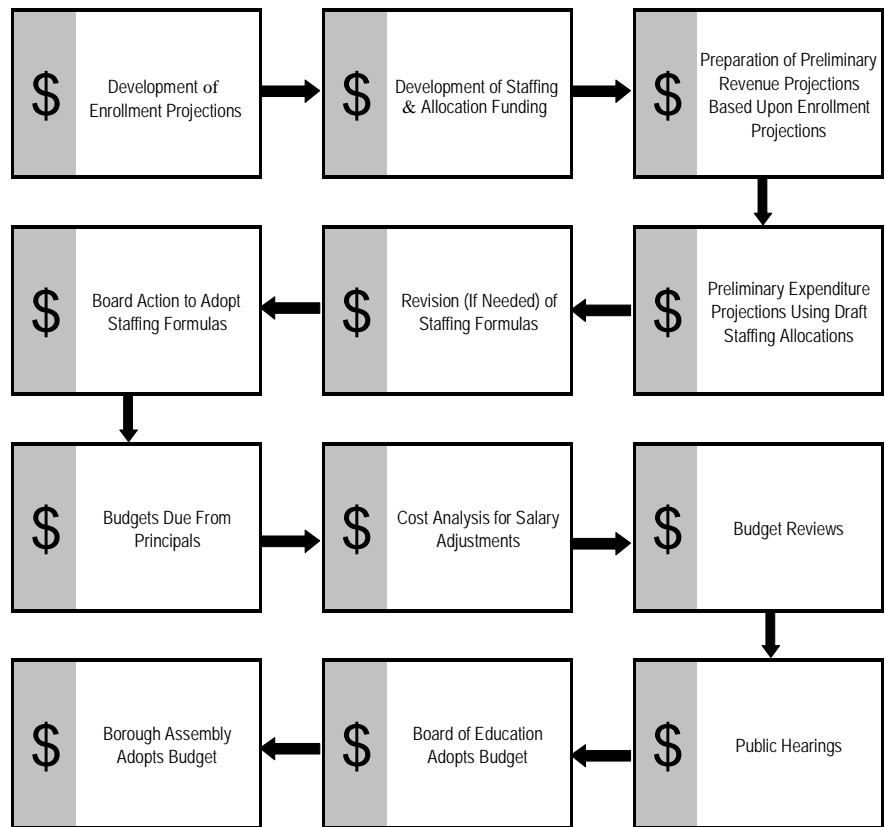 $
Development of
Enrollment Projections
$
Development of Staffing
& Allocation Funding
$
Preparation of Preliminary
Revenue Projections
Based Upon Enrollment
Projections
$
Board Action to Adopt
Staffing Formulas
$
Revision (If Needed) of
Staffing Formulas
$
Preliminary Expenditure
Projections Using Draft
Staffing Allocations
$
Budgets Due From
Principals
$
Cost Analysis for Salary
Adjustments
$
Budget Reviews
$
Borough Assembly
Adopts Budget
$
Board of Education
Adopts Budget
$
Public Hearings